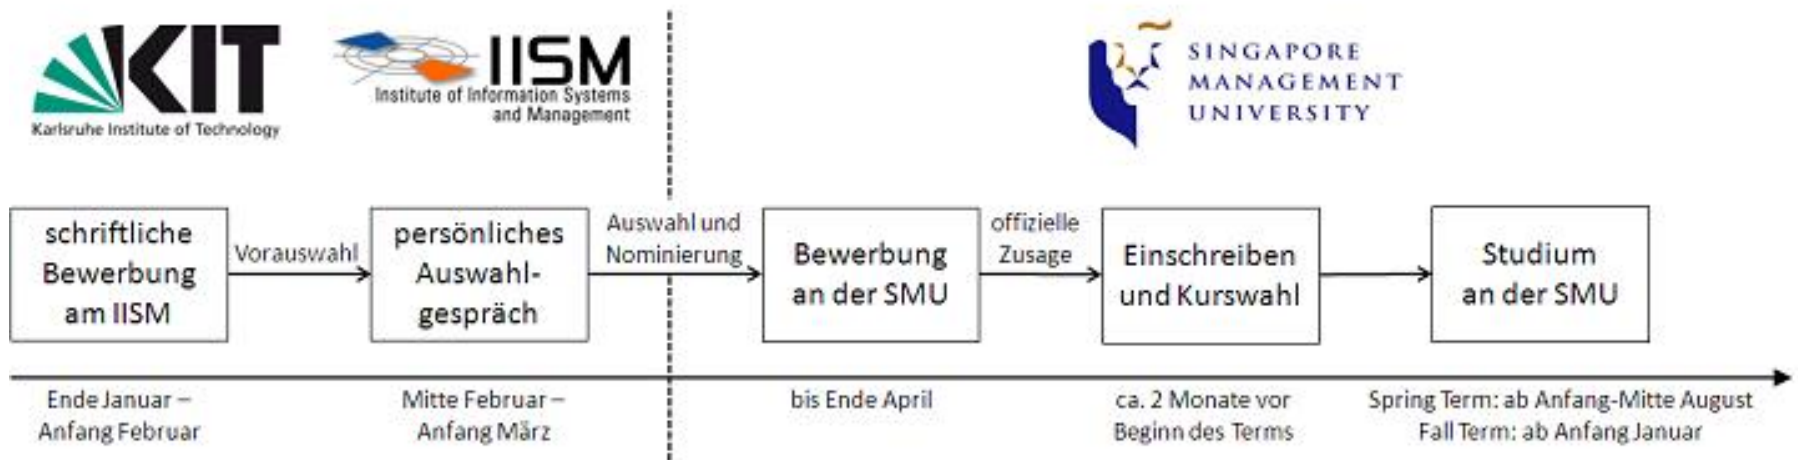 KIT
Karlsruhe Institute of Technology
IISM
Institute of Information Systems
and Management
SINGAPORE
MANAGEMENT
UNIVERSITY
schriftliche
Bewerbung
am IISM
Vorauswahl
persönliches
Auswahl-
gespräch
Auswahl und
Nominierung
Bewerbung
an der SMU
offizielle
Zusage
Einschreiben
und Kurswahl
Studium
an der SMU
Ende Januar –
Anfang Februar
Mitte Februar –
Anfang März
bis Ende April
ca. 2 Monate vor
Beginn des Terms
Spring Term: ab Anfang-Mitte August
Fall Term: ab Anfang Januar